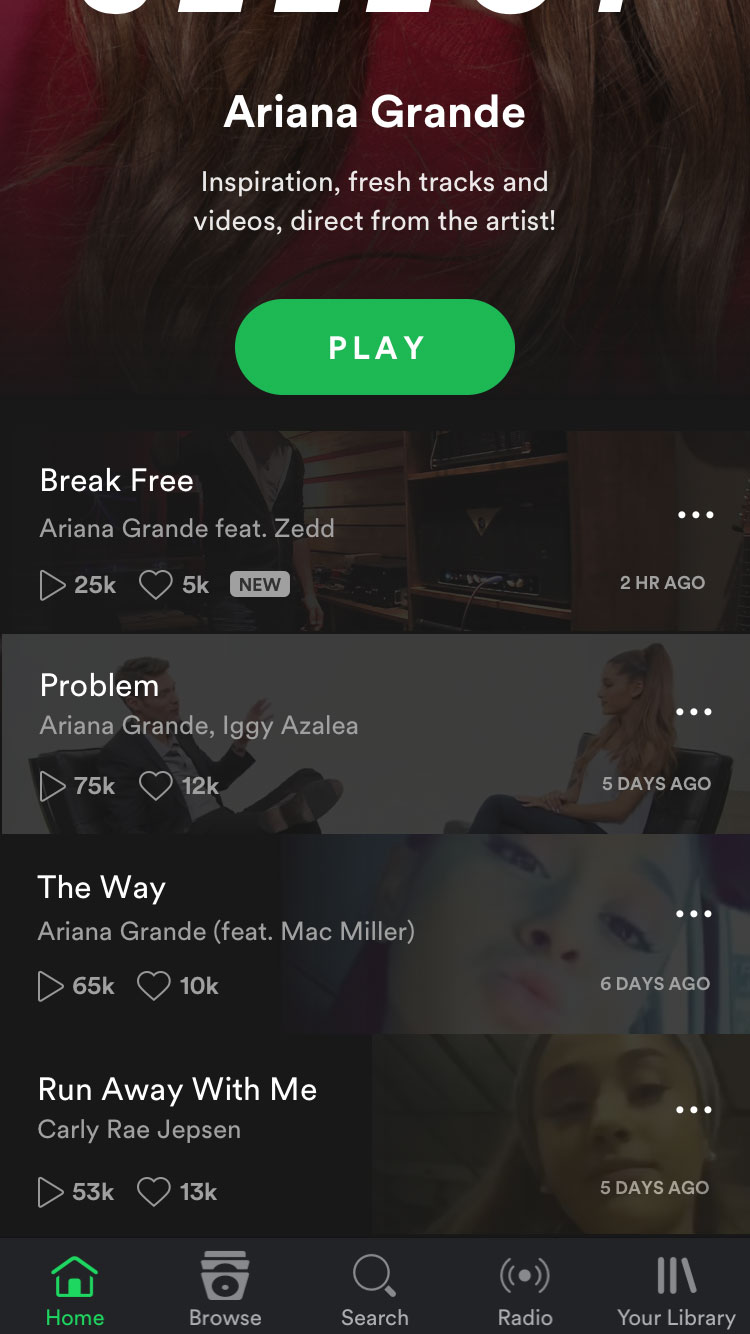 Ariana Grande
Inspiration, fresh tracks and
videos, direct from the artist!
PLAY
Break Free
Ariana Grande feat. Zedd
25k 5k NEW
2 HR AGO
Problem
Ariana Grande, Iggy Azalea
75k 12k
5 DAYS AGO
The Way
Ariana Grande (feat. Mac Miller)
65k 10k
6 DAYS AGO
Run Away With Me
Carly Rae Jepsen
53k 13k
5 DAYS AGO
Home Browse Search Radio Your Library